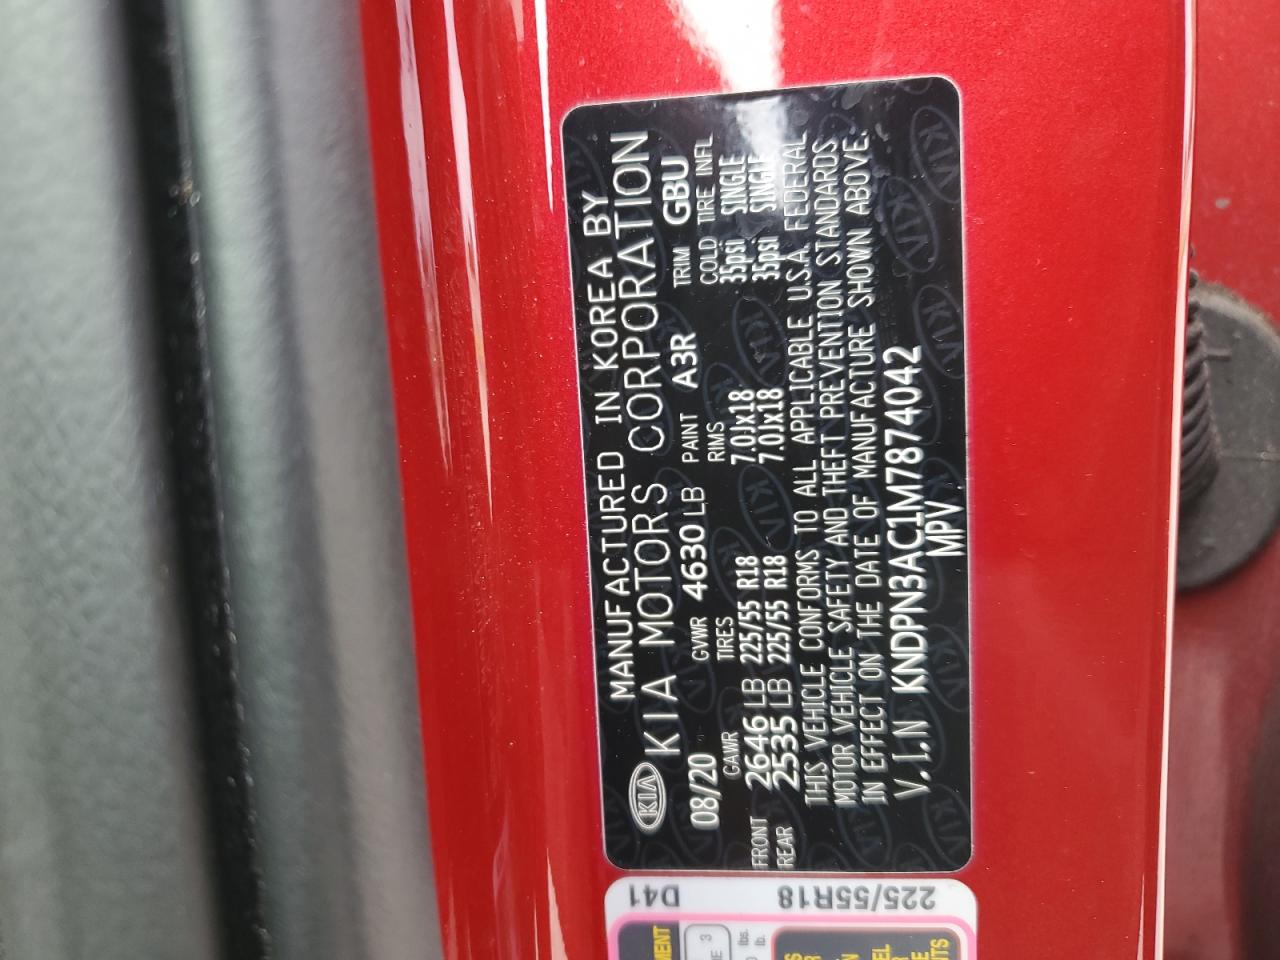 MANUFACTURED IN KOREA BY
KIA KIA MOTORS CORPORATION
08/20 GVWR 4630 LB PAINT A3R TRIM GBU
GAWR TIRES RIMS COLD TIRE INFL
FRONT 2646 LB 225/55 R18 7.0Jx18 35psi SINGLE
REAR 2535 LB 225/55 R18 7.0Jx18 35psi SINGLE
THIS VEHICLE CONFORMS TO ALL APPLICABLE U.S.A. FEDERAL
MOTOR VEHICLE SAFETY AND THEFT PREVENTION STANDARDS
IN EFFECT ON THE DATE OF MANUFACTURE SHOWN ABOVE.
V.I.N KNDPN3AC1M7874042
MPV
D41
225/55R18